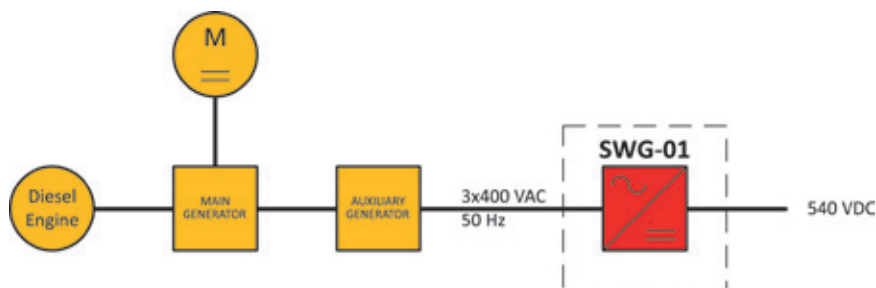 M
SWG-01
Diesel
Engine
MAIN
GENERATOR
AUXILIARY
GENERATOR
3x400 VAC
50 Hz
540 VDC